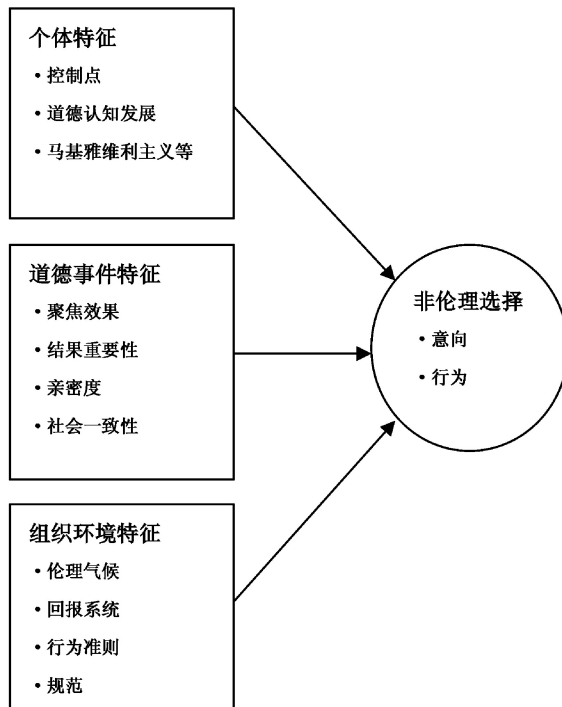 个体特征
・控制点
・道德认知发展
・马基雅维利主义等
道德事件特征
・聚焦效果
・结果重要性
・亲密度
・社会一致性
非伦理选择
・意向
・行为
组织环境特征
・伦理气候
・回报系统
・行为准则
・规范